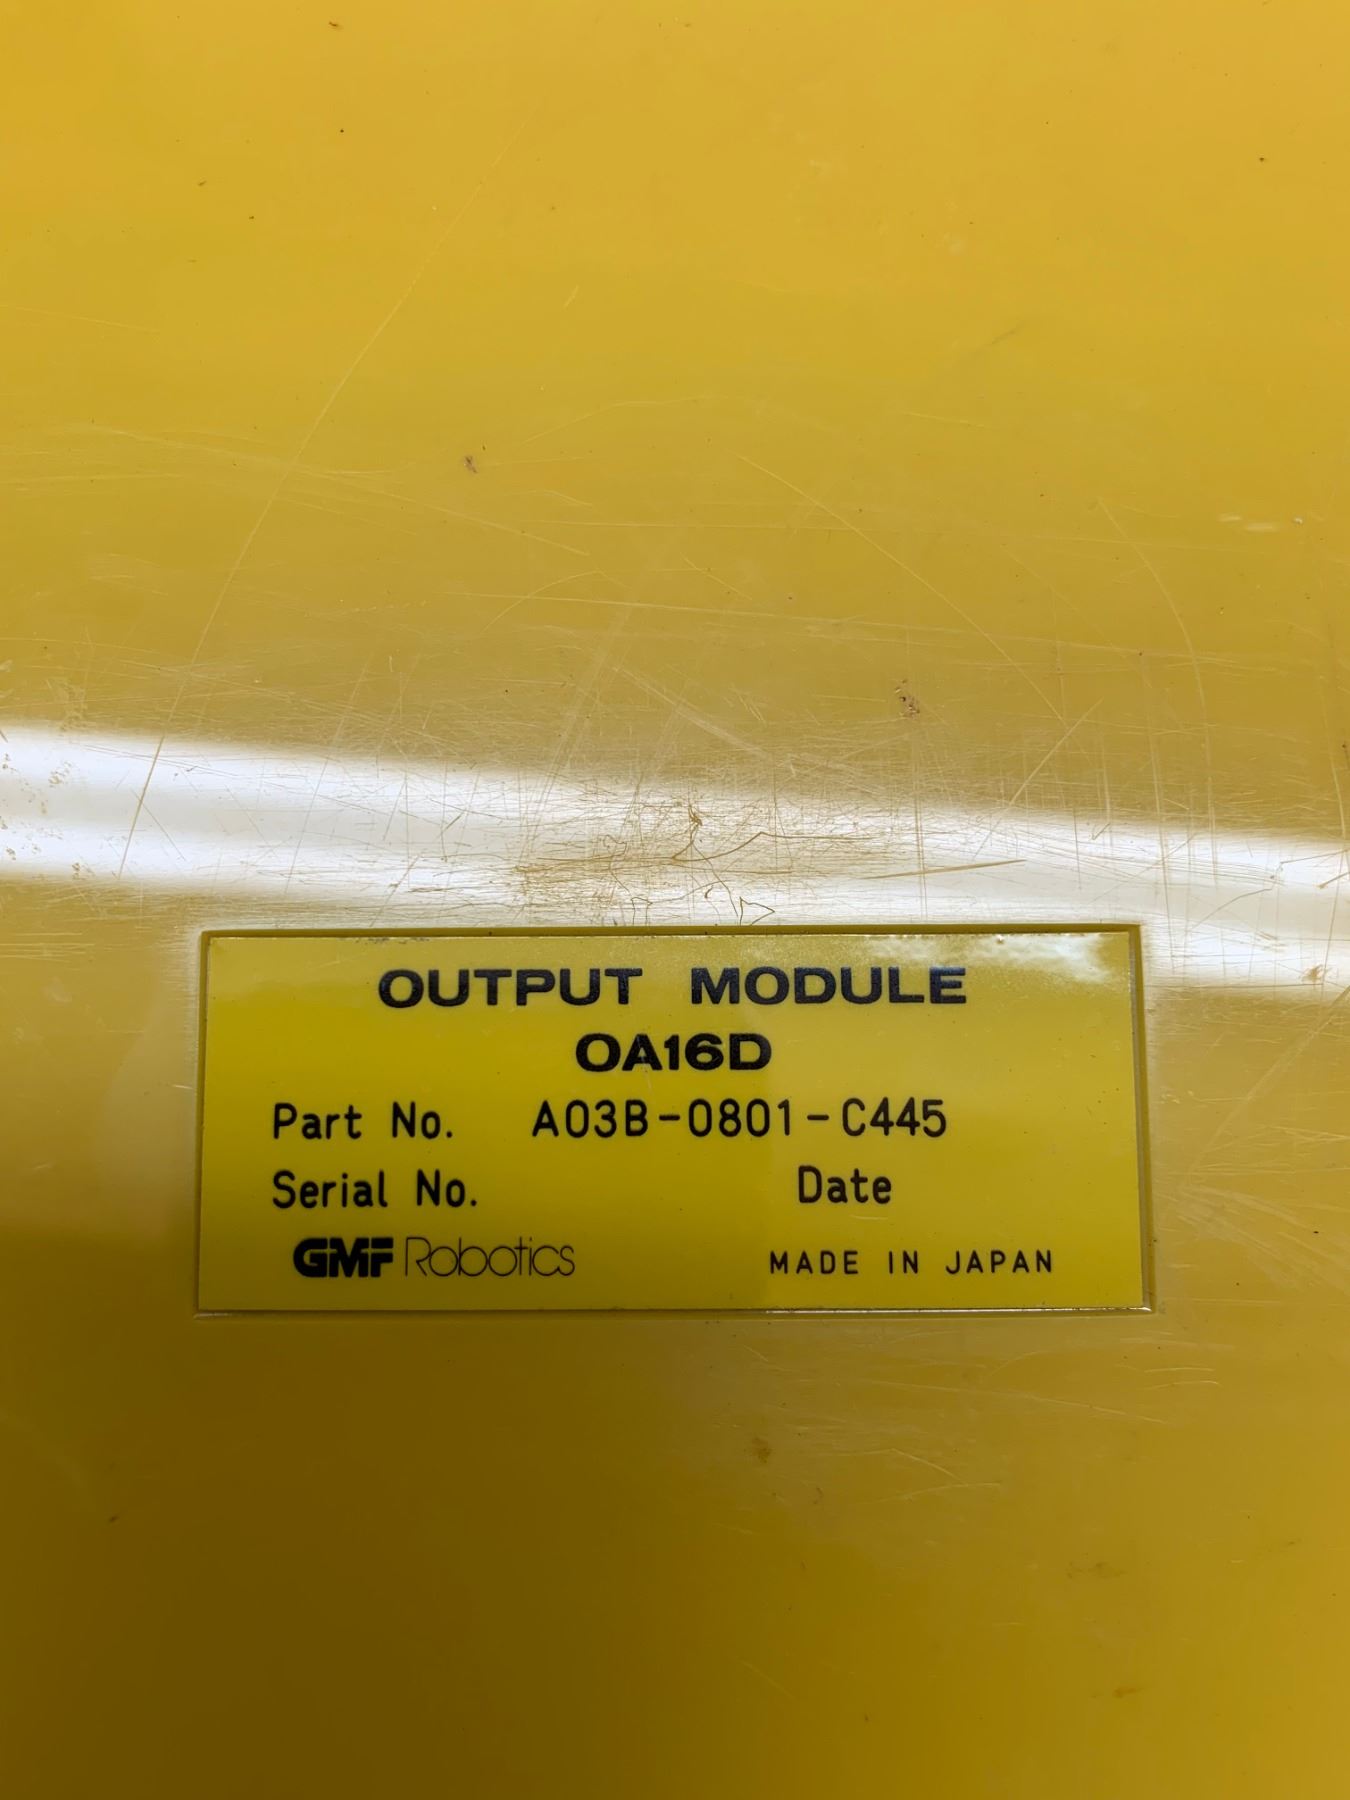 OUTPUT MODULE
OA16D
Part No. A03B-0801-C445
Serial No. Date
GMF Robotics MADE IN JAPAN